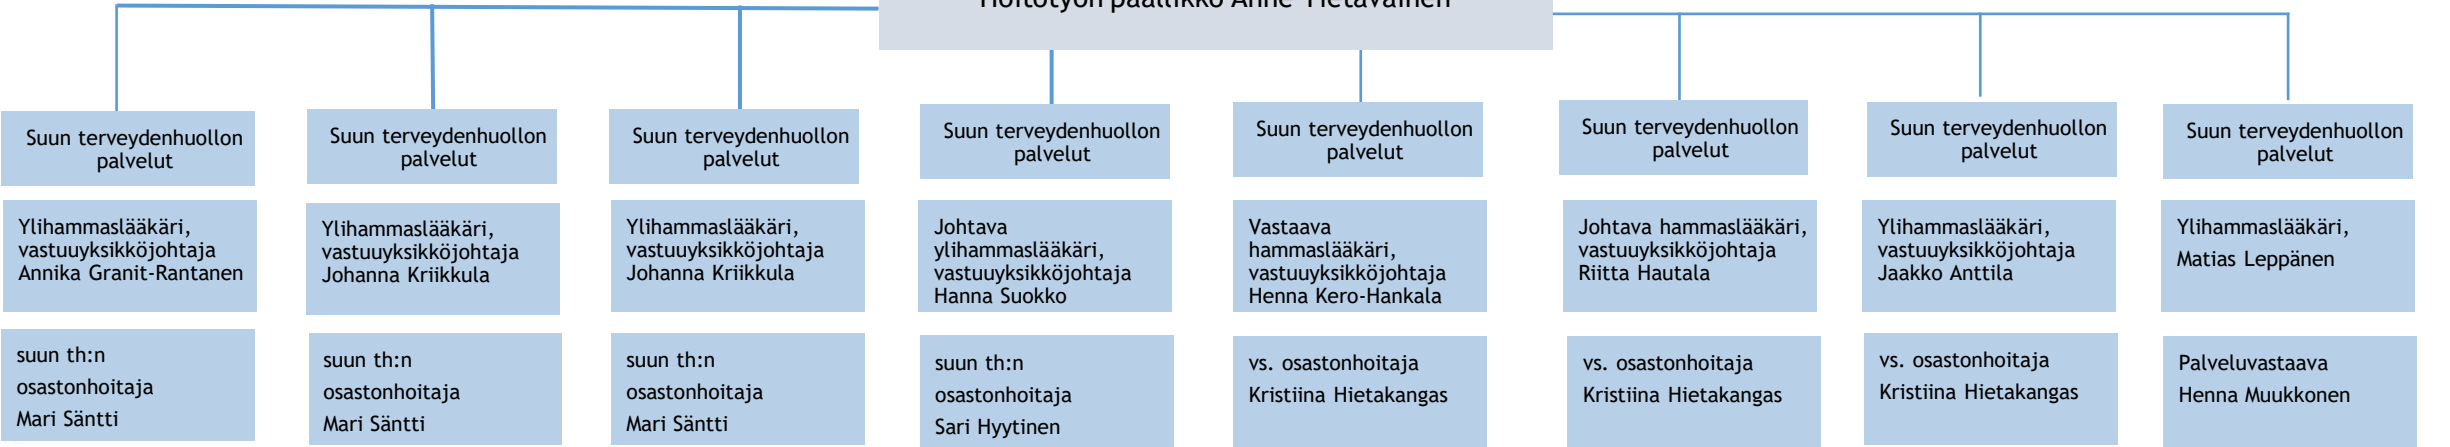 Hoitotyön päällikkö Anne Hietaväinen
Suun terveydenhuollon
palvelut
Ylihammaslääkäri,
vastuuyksikköjohtaja
Annika Granit-Rantanen
suun th:n
osastonhoitaja
Mari Säntti
Suun terveydenhuollon
palvelut
Ylihammaslääkäri,
vastuuyksikköjohtaja
Johanna Kriikkula
suun th:n
osastonhoitaja
Mari Säntti
Suun terveydenhuollon
palvelut
Ylihammaslääkäri,
vastuuyksikköjohtaja
Johanna Kriikkula
suun th:n
osastonhoitaja
Mari Säntti
Suun terveydenhuollon
palvelut
Johtava
ylihammaslääkäri,
vastuuyksikköjohtaja
Hanna Suokko
suun th:n
osastonhoitaja
Sari Hyytinen
Suun terveydenhuollon
palvelut
Vastaava
hammaslääkäri,
vastuuyksikköjohtaja
Henna Kero-Hankala
vs. osastonhoitaja
Kristiina Hietakangas
Suun terveydenhuollon
palvelut
Johtava hammaslääkäri,
vastuuyksikköjohtaja
Riitta Hautala
vs. osastonhoitaja
Kristiina Hietakangas
Suun terveydenhuollon
palvelut
Ylihammaslääkäri,
vastuuyksikköjohtaja
Jaakko Anttila
vs. osastonhoitaja
Kristiina Hietakangas
Suun terveydenhuollon
palvelut
Ylihammaslääkäri,
Matias Leppänen
Palveluvastaava
Henna Muukkonen